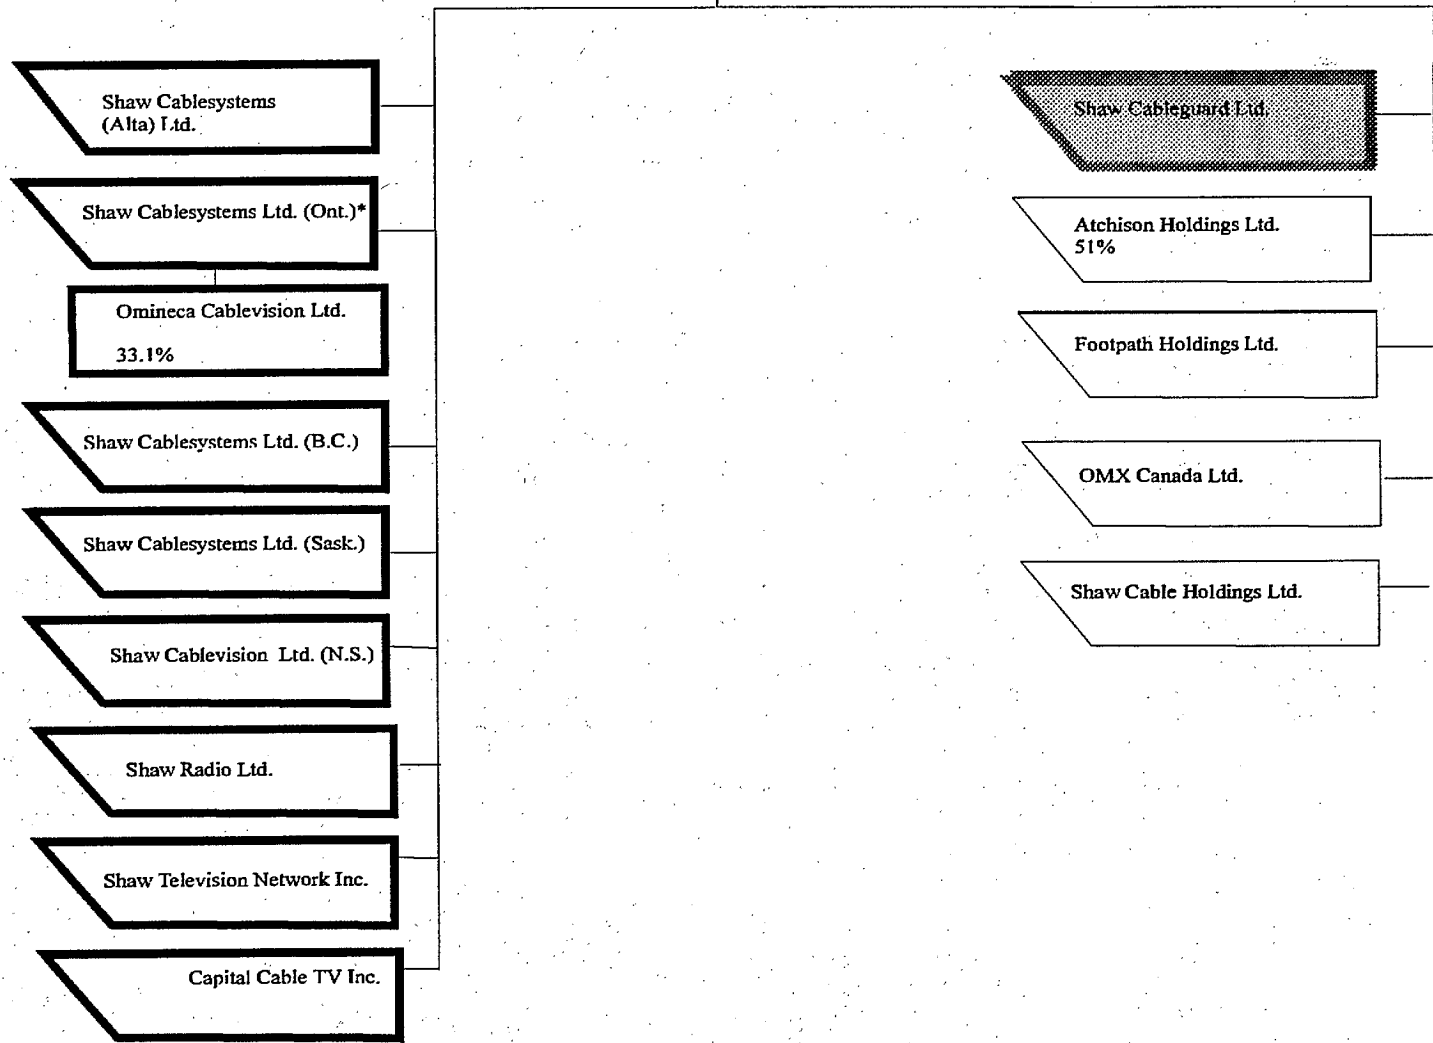 Shaw Cablesystems
(Alta) Ltd.
Shaw Cablesystems Ltd. (Ont.)*
Omineca Cablevision Ltd.
33.1%
Shaw Cablesystems Ltd. (B.C.)
Shaw Cablesystems Ltd. (Sask.)
Shaw Cablevision Ltd. (N.S.)
Shaw Radio Ltd.
Shaw Television Network Inc.
Capital Cable TV Inc.
Shaw Cableguard Ltd.
Atchison Holdings Ltd.
51%
Footpath Holdings Ltd.
OMX Canada Ltd.
Shaw Cable Holdings Ltd.